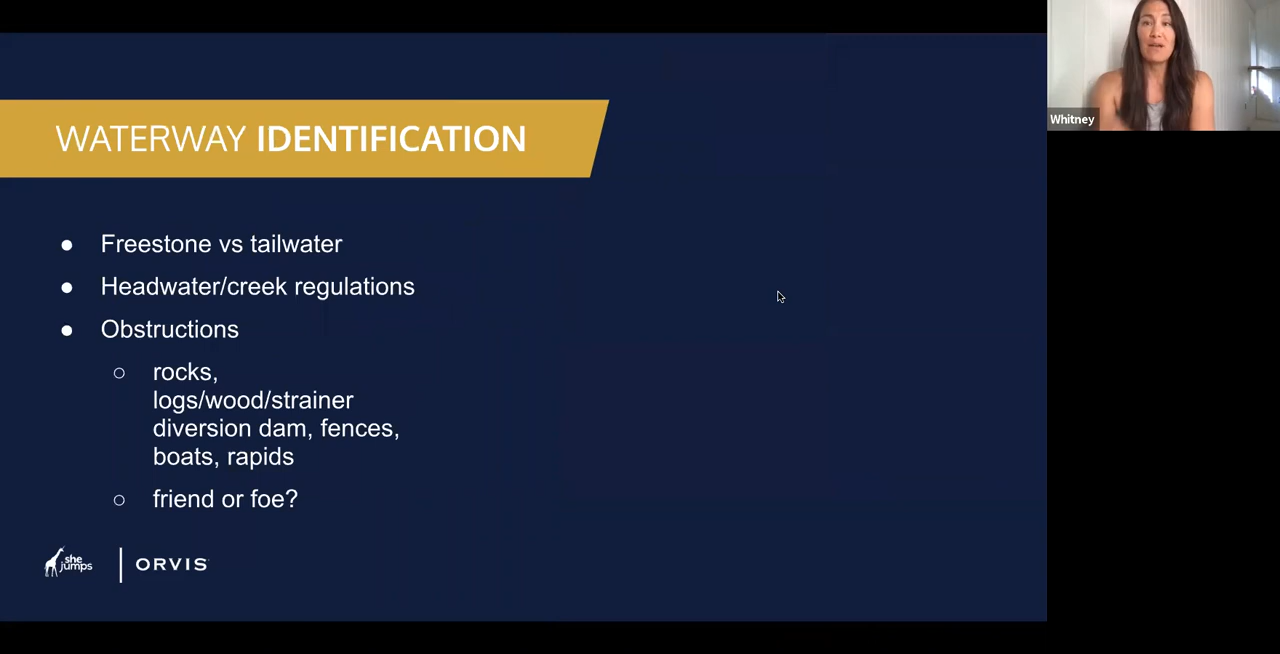 WATERWAY IDENTIFICATION
Freestone vs tailwater
Headwater/creek regulations
Obstructions
rocks,
logs/wood/strainer
diversion dam, fences,
boats, rapids
friend or foe?
she
jumps
ORVIS
Whitney